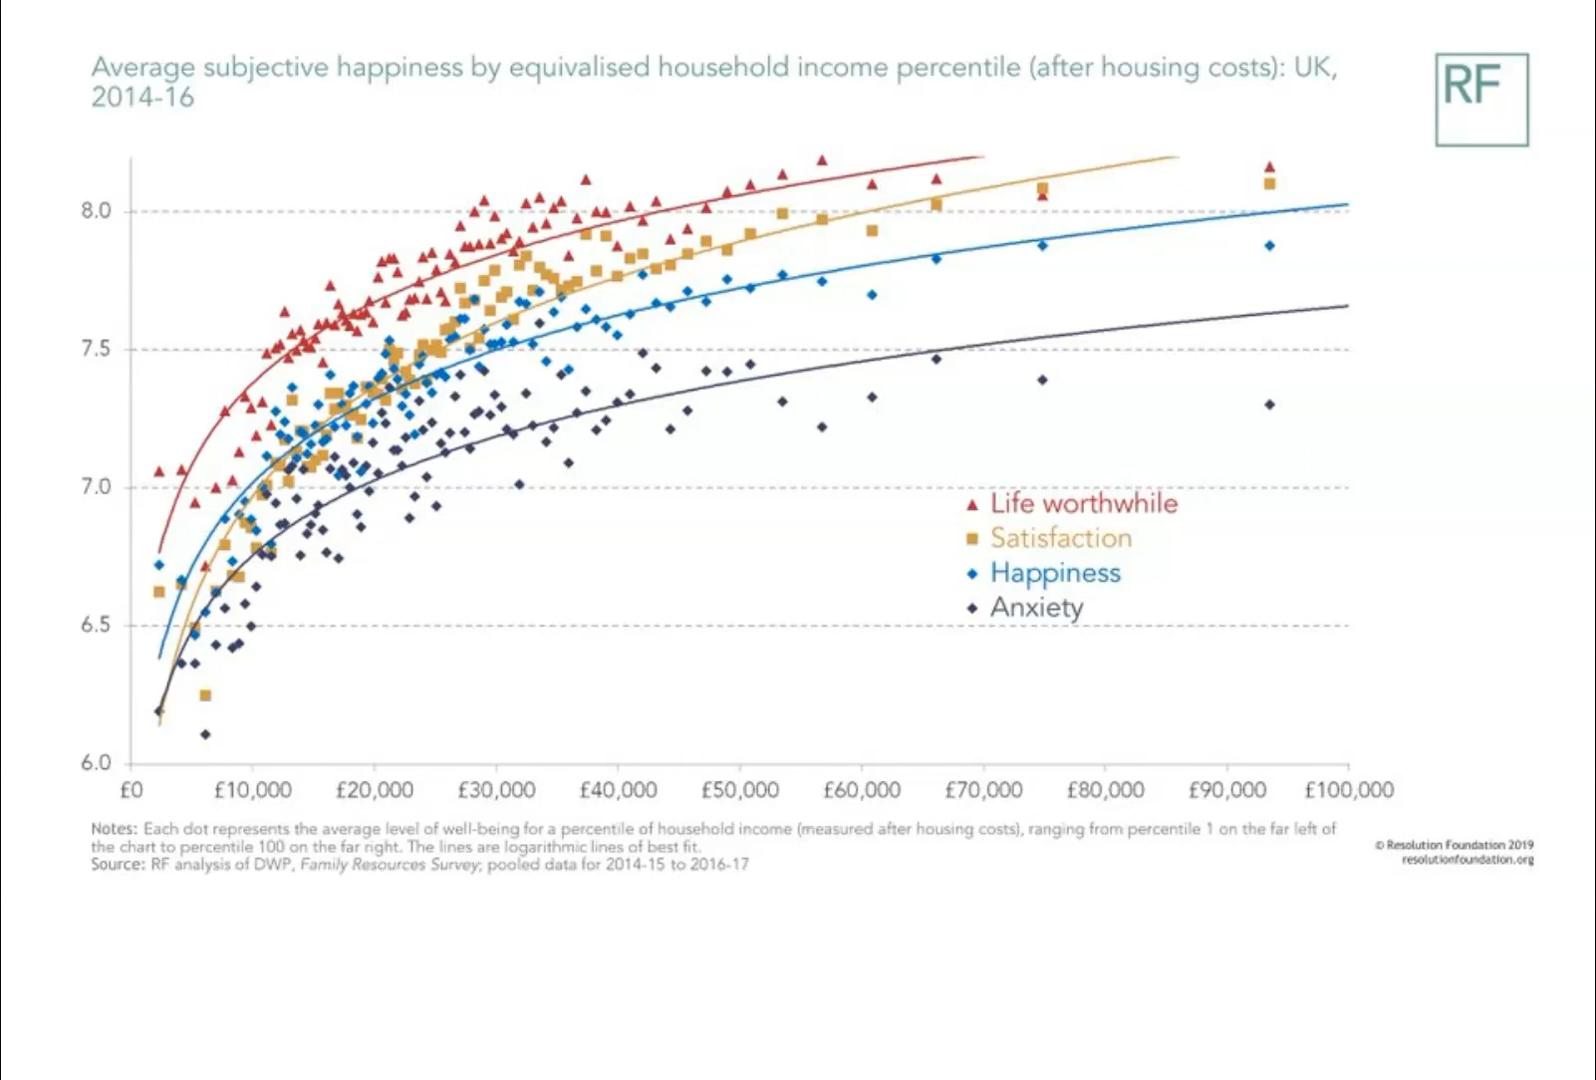 Average subjective happiness by equivalised household income percentile (after housing costs): UK,
2014-16
RF
8.0
7.5
7.0
6.5
6.0
Life worthwhile
Satisfaction
Happiness
Anxiety
£0 £10,000 £20,000 £30,000 £40,000 £50,000 £60,000 £70,000 £80,000 £90,000 £100,000
Notes: Each dot represents the average level of well-being for a percentile of household income (measured after housing costs), ranging from percentile 1 on the far left of
the chart to percentile 100 on the far right. The lines are logarithmic lines of best fit.
Source: RF analysis of DWP, Family Resources Survey; pooled data for 2014-15 to 2016-17
© Resolution Foundation 2019
resolutionfoundation.org